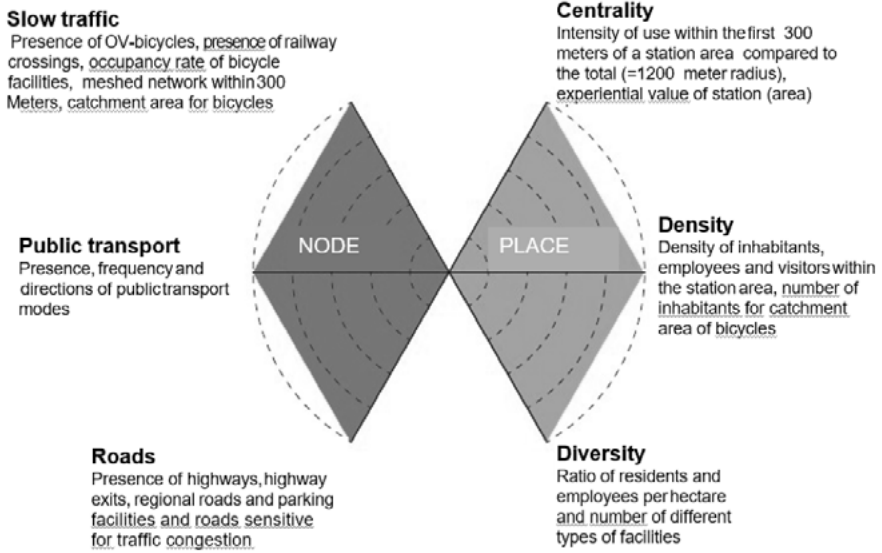 Slow traffic
Presence of OV-bicycles, presence of railway
crossings, occupancy rate of bicycle
facilities, meshed network within 300
Meters, catchment area for bicycles
Centrality
Intensity of use within the first 300
meters of a station area compared to
the total (=1200 meter radius),
experiential value of station (area)
Public transport
Presence, frequency and
directions of public transport
modes
NODE
PLACE
Density
Density of inhabitants,
employees and visitors within
the station area, number of
inhabitants for catchment
area of bicycles
Roads
Presence of highways, highway
exits, regional roads and parking
facilities and roads sensitive
for traffic congestion
Diversity
Ratio of residents and
employees per hectare
and number of different
types of facilities